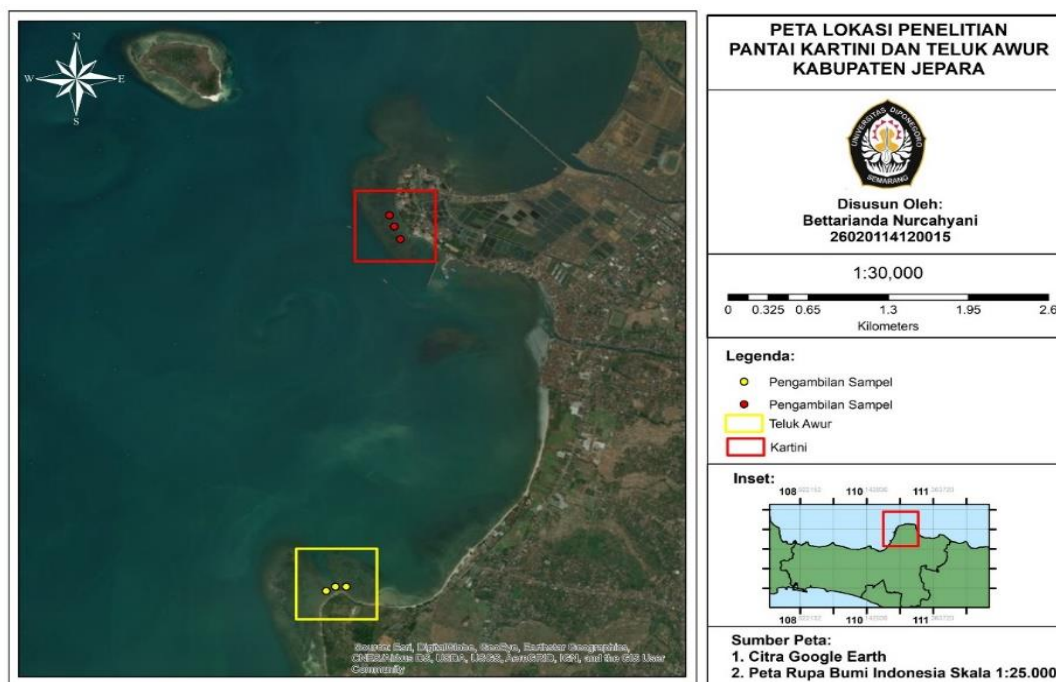 N
W E
S
Source: Esri, DigitalGlobe, GeoEye, Earthstar Geographics,
CNES/Airbus DS, USDA, USGS, AeroGRID, IGN, and the GIS User
Community
PETA LOKASI PENELITIAN
PANTAI KARTINI DAN TELUK AWUR
KABUPATEN JEPARA
UNIVERSITAS DIPONEGORO
SEMARANG
Disusun Oleh:
Bettarianda Nurcahyani
26020114120015
1:30,000
0 0.325 0.65 1.3 1.95 2.6
Kilometers
Legenda:
Pengambilan Sampel
Pengambilan Sampel
Teluk Awur
Kartini
Inset:
108 110 111
108 110 111
Sumber Peta:
1. Citra Google Earth
2. Peta Rupa Bumi Indonesia Skala 1:25.000